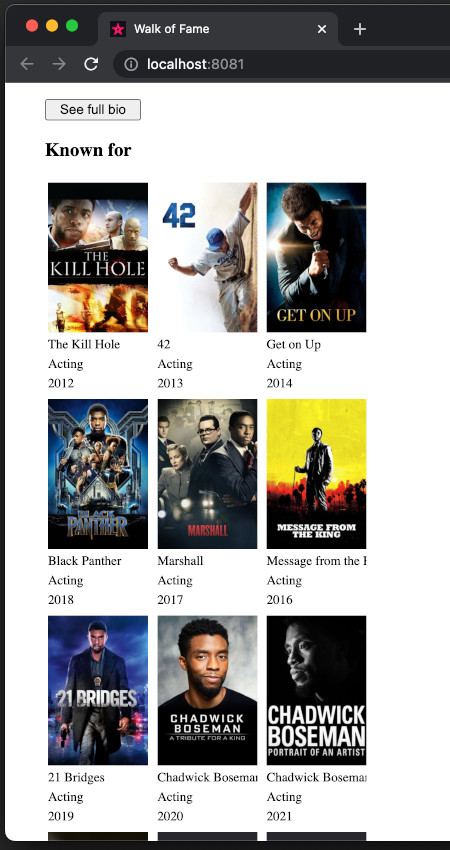 Walk of Fame
localhost:8081
See full bio
Known for
THE
KILL HOLE
42
GET ON UP
The Kill Hole
42
Get on Up
Acting
Acting
Acting
2012
2013
2014
BLACK
PANTHER
MARSHALL
MESSAGE FROM
THE KING
Black Panther
Marshall
Message from the
Acting
Acting
Acting
2018
2017
2016
21 BRIDGES
CHADWICK
BOSEMAN
A TRIBUTE FOR A KING
CHADWICK
BOSEMAN
PORTRAIT OF AN ARTIST
21 Bridges
Chadwick Boseman
Chadwick Boseman
Acting
Acting
Acting
2019
2020
2021